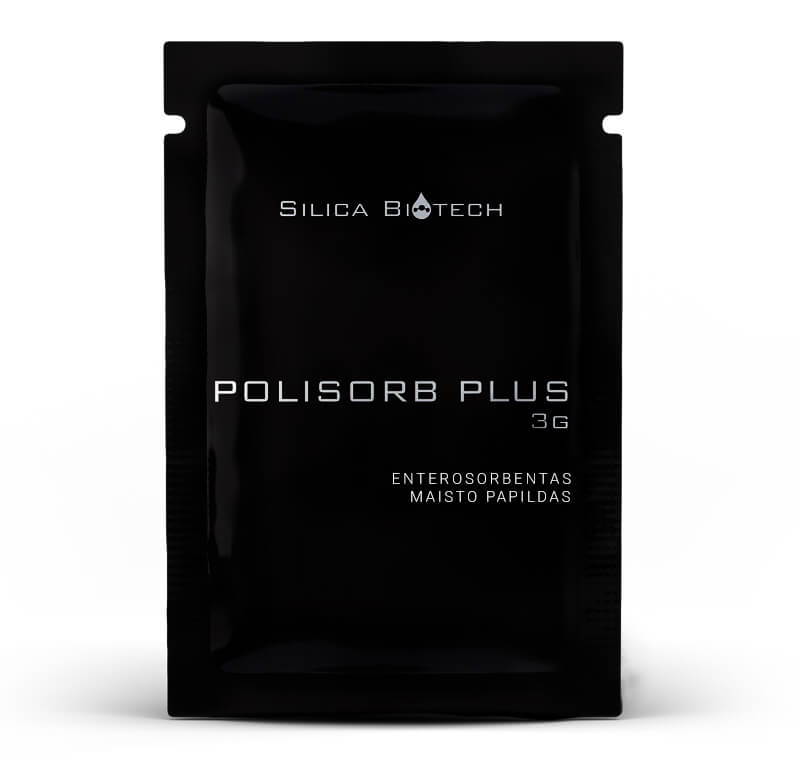 SILICA BIOTECH
POLISORB PLUS
3G
ENTEROSORBENTAS
MAISTO PAPILDAS